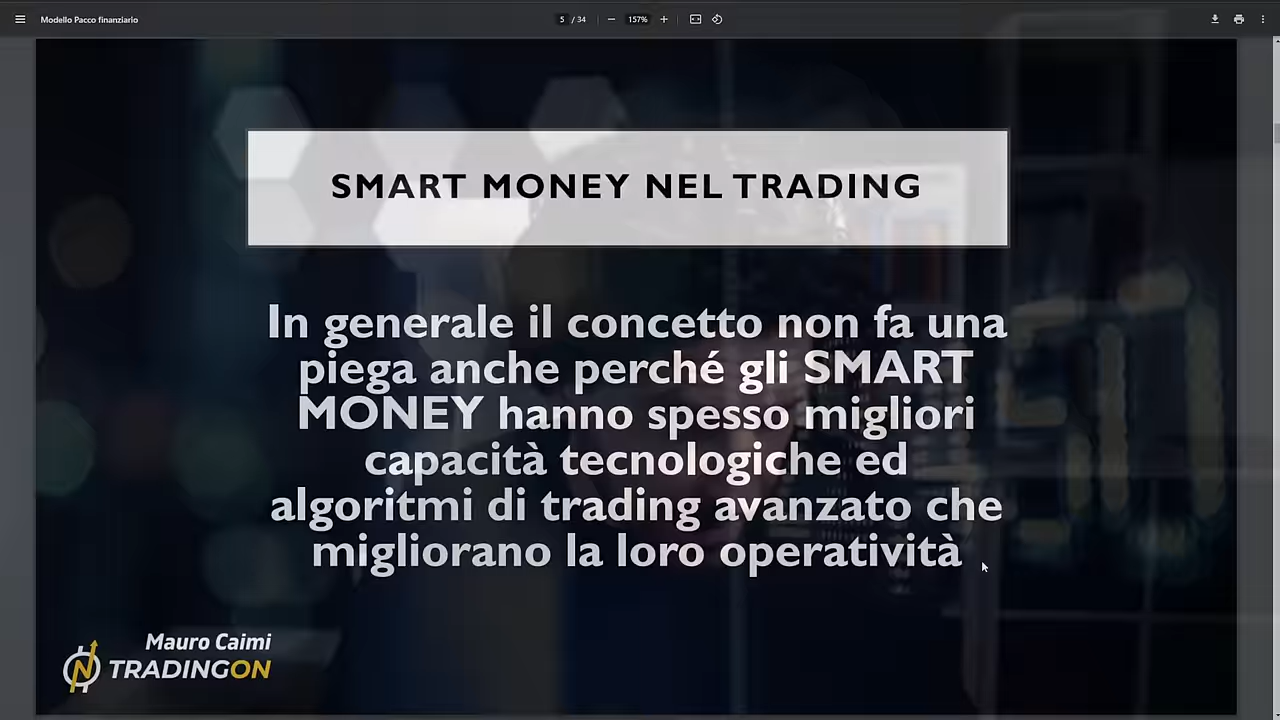 Modello Pacco finanziario
5 / 34
157%
SMART MONEY NEL TRADING
In generale il concetto non fa una
piega anche perché gli SMART
MONEY hanno spesso migliori
capacità tecnologiche ed
algoritmi di trading avanzato che
migliorano la loro operatività
Mauro Caimi
TRADINGON